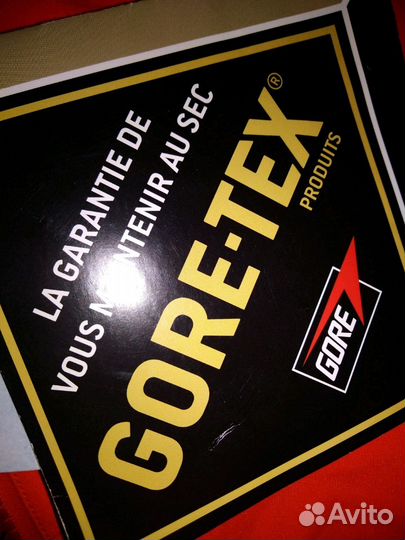 LA GARANTIE DE
VOUS MAINTENIR AU SEC
GORE-TEX®
PRODUITS
GORE
Avito